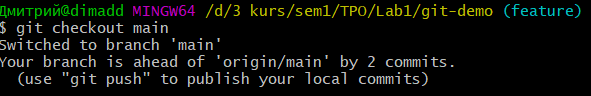 Дмитрий@dimadd MINGW64 /d/3 kurs/sem1/TPO/Lab1/git-demo (feature)
$ git checkout main
Switched to branch 'main'
Your branch is ahead of 'origin/main' by 2 commits.
  (use "git push" to publish your local commits)